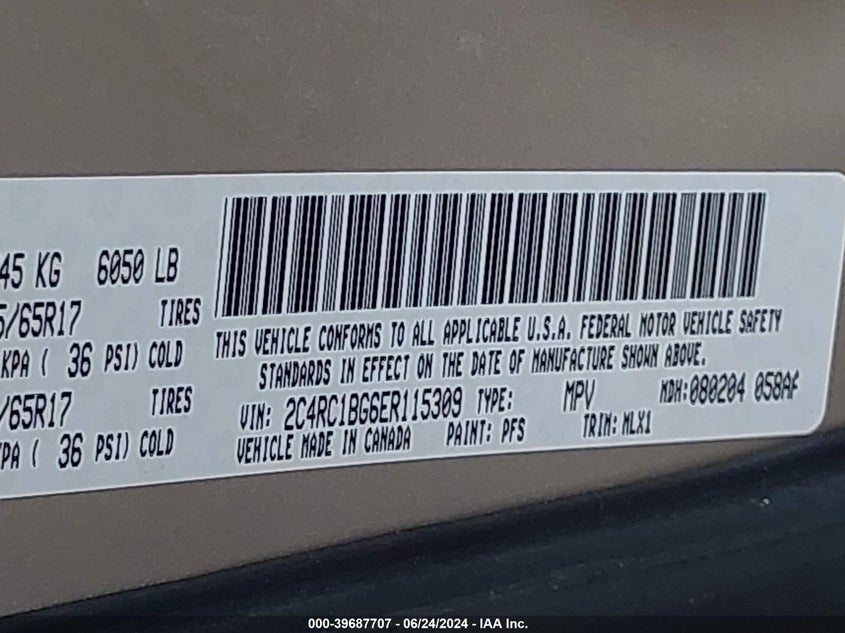 45 KG 6050 LB
/65R17 TIRES
KPA ( 36 PSI) COLD
/65R17 TIRES
PA ( 36 PSI) COLD
THIS VEHICLE CONFORMS TO ALL APPLICABLE U.S.A. FEDERAL MOTOR VEHICLE SAFETY
STANDARDS IN EFFECT ON THE DATE OF MANUFACTURE SHOWN ABOVE.
VIN: 2C4RC1BG6ER115309 TYPE: MPV MDH:080204 058AF
VEHICLE MADE IN CANADA PAINT: PFS TRIM: MLX1
000-39687707 - 06/24/2024 - IAA Inc.